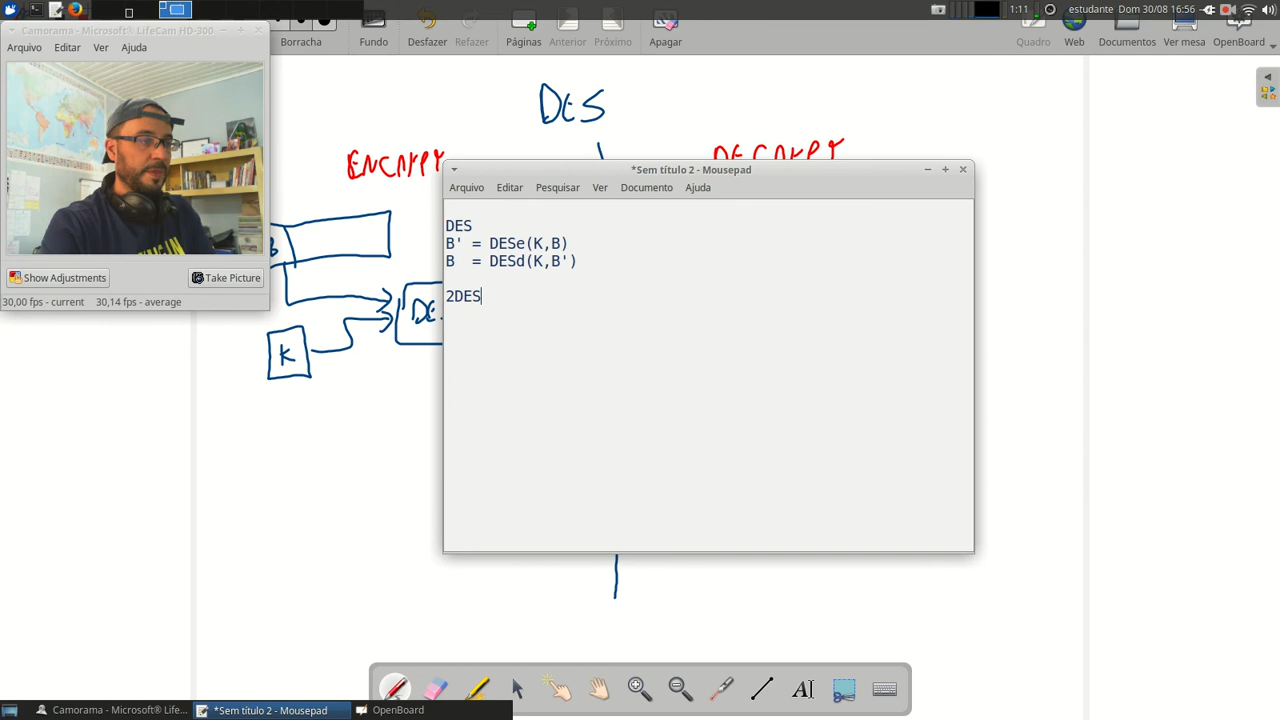 1:11
estudante
Dom 30/08 16:56
Camorama - Microsoft® LifeCam HD-300
Arquivo Editar Ver Ajuda
Show Adjustments
Take Picture
30,00 fps - current
30,14 fps - average
Borracha
Fundo
Desfazer
Refazer
Páginas
Anterior
Próximo
Apagar
Quadro
Web
Documentos
Ver mesa
OpenBoard
DES
B
K
*Sem título 2 - Mousepad
Arquivo Editar Pesquisar Ver Documento Ajuda
DES
B' = DESe(K,B)
B = DESd(K,B')
2DES
Camorama - Microsoft® Life...
*Sem título 2 - Mousepad
OpenBoard